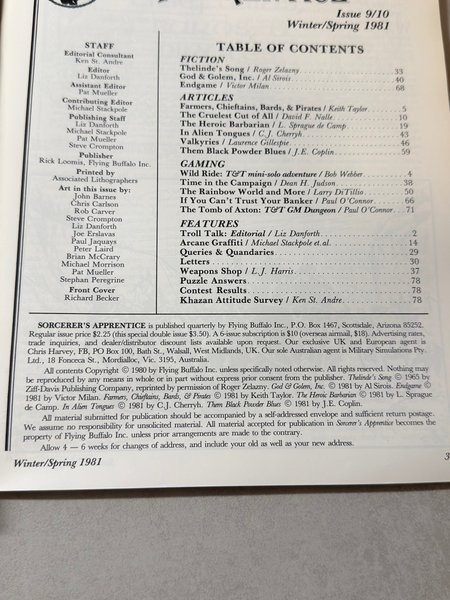 Issue 9/10
Winter/Spring 1981
STAFF
Editorial Consultant
Ken St. Andre
Editor
Liz Danforth
Assistant Editor
Pat Mueller
Contributing Editor
Michael Stackpole
Publishing Staff
Liz Danforth
Michael Stackpole
Pat Mueller
Steve Crompton
Publisher
Rick Loomis, Flying Buffalo Inc.
Printed by
Associated Lithographers
Art in this issue by:
John Barnes
Chris Carlson
Rob Carver
Steve Crompton
Liz Danforth
Joe Erslavas
Paul Jaquays
Peter Laird
Brian McCrary
Michael Morrison
Pat Mueller
Stephan Peregrine
Front Cover
Richard Becker
TABLE OF CONTENTS
FICTION
Thelinde's Song / Roger Zelazny 33
God & Golem, Inc. / Al Sirois 40
Endgame / Victor Milan 68
ARTICLES
Farmers, Chieftains, Bards, & Pirates / Keith Taylor 5
The Cruelest Cut of All / David F. Nalle 10
The Heroic Barbarian / L. Sprague de Camp 19
In Alien Tongues / C.J. Cherryh 43
Valkyries / Laurence Gillespie 46
Them Black Powder Blues / J.E. Coplin 59
GAMING
Wild Ride: T&T mini-solo adventure / Bob Webber 4
Time in the Campaign / Dean H. Judson 38
The Rainbow World and More / Larry DiTillio 50
If You Can't Trust Your Banker / Paul O'Connor 66
The Tomb of Axton: T&T GM Dungeon / Paul O'Connor 71
FEATURES
Troll Talk: Editorial / Liz Danforth 2
Arcane Graffiti / Michael Stackpole et.al. 14
Queries & Quandaries 29
Letters 30
Weapons Shop / L.J. Harris 37
Puzzle Answers 78
Contest Results 78
Khazan Attitude Survey / Ken St. Andre 78
SORCERER'S APPRENTICE is published quarterly by Flying Buffalo Inc., P.O. Box 1467, Scottsdale, Arizona 85252.
Regular issue price $2.25 (this special double issue $3.50). A 6-issue subscription is $10 (overseas airmail, $18). Advertising rates,
trade inquiries, and dealer/distributor discount lists available upon request. Our exclusive UK and European agent is
Chris Harvey, FB, PO Box 100, Bath St., Walsall, West Midlands, UK. Our sole Australian agent is Military Simulations Pty.
Ltd., 18 Fonceca St., Mordialloc, Vic. 3195, Australia.
All contents Copyright © 1980 by Flying Buffalo Inc. unless specifically noted otherwise. All rights reserved. Nothing may
be reproduced by any means in whole or in part without express prior consent from the publisher. Thelinde's Song © 1965 by
Ziff-Davis Publishing Company, reprinted by permission of Roger Zelazny. God & Golem, Inc. © 1981 by Al Sirois. Endgame ©
1981 by Victor Milan. Farmers, Chieftains, Bards, & Pirates © 1981 by Keith Taylor. The Heroic Barbarian © 1981 by L. Sprague
de Camp. In Alien Tongues © 1981 by C.J. Cherryh. Them Black Powder Blues © 1981 by J.E. Coplin.
All material submitted for publication should be accompanied by a self-addressed envelope and sufficient return postage.
We assume no responsibility for unsolicited material. All material accepted for publication in Sorcerer's Apprentice becomes the
property of Flying Buffalo Inc. unless prior arrangements are made to the contrary.
Allow 4 — 6 weeks for changes of address, and include your old as well as your new address.
Winter/Spring 1981
3